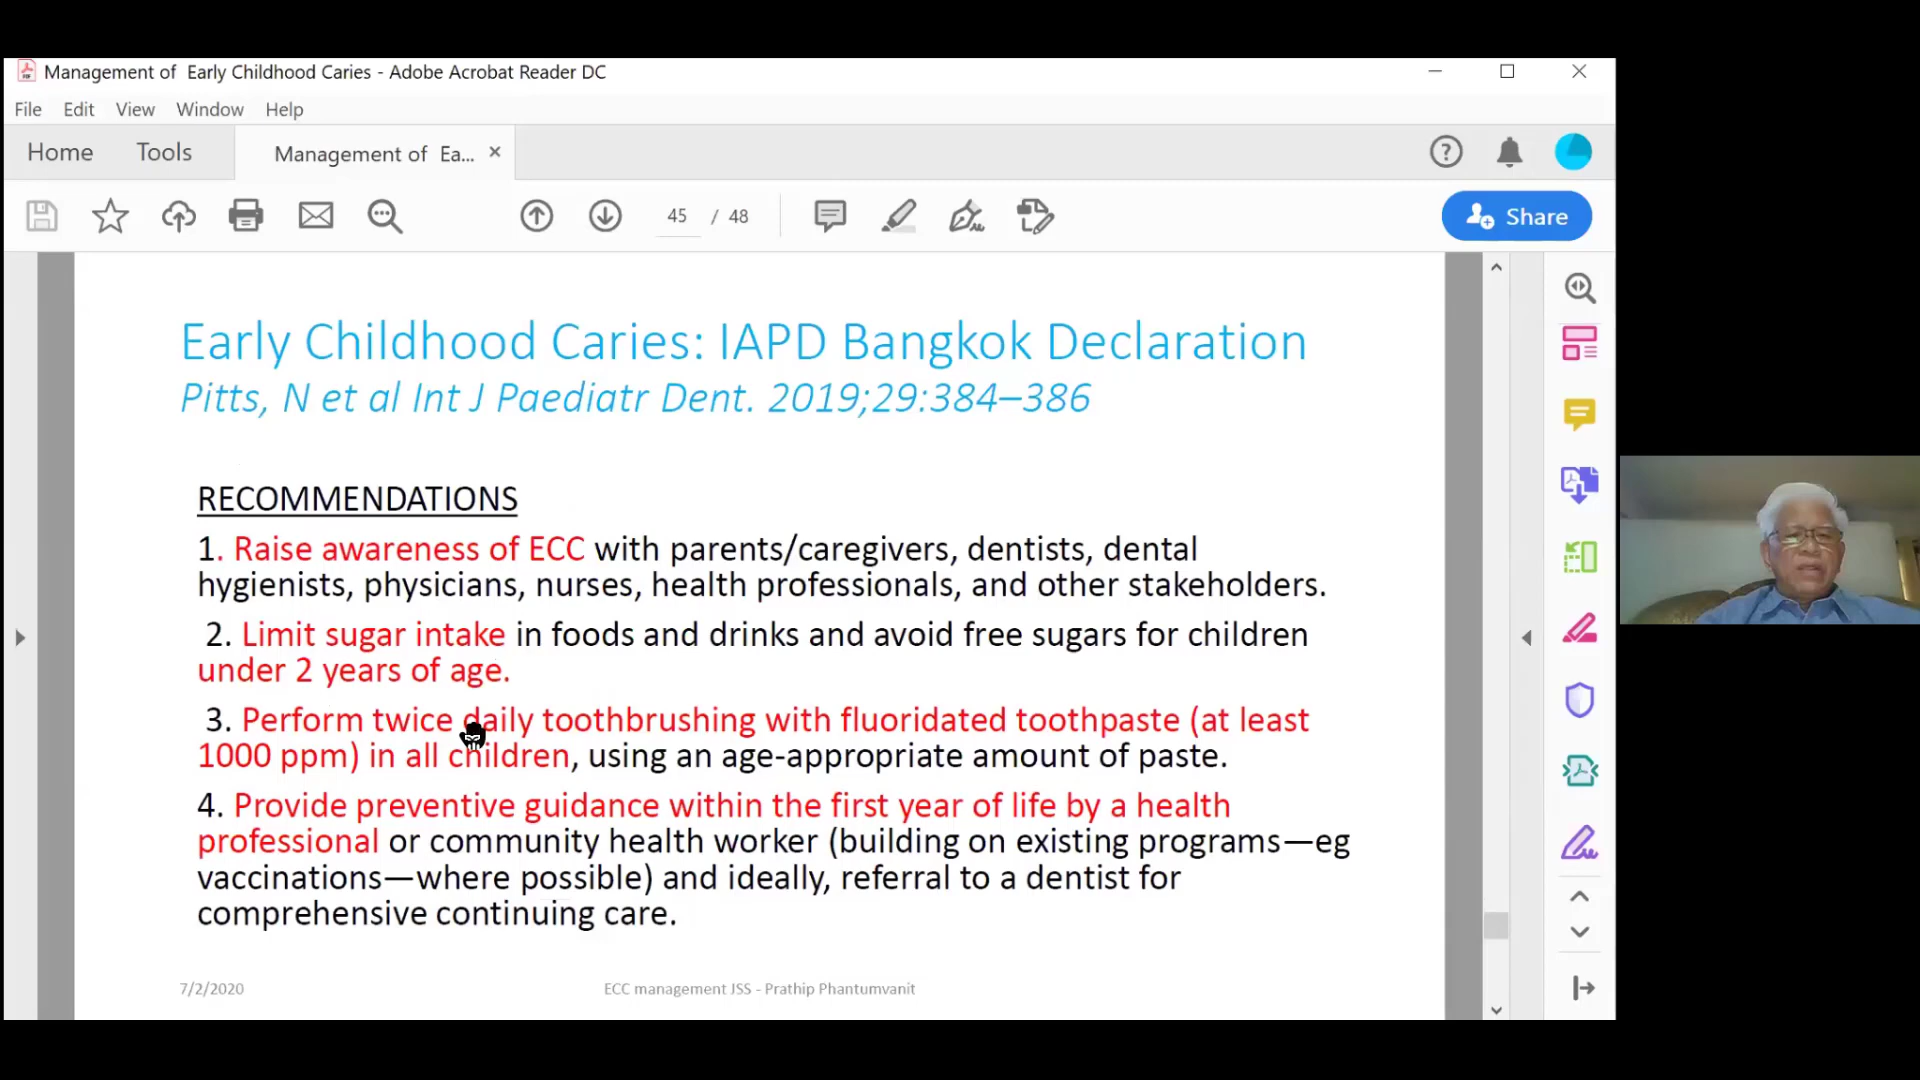 Management of  Early Childhood Caries - Adobe Acrobat Reader DC
File Edit View Window Help
Home Tools Management of  Ea... ×
45 / 48
Share
Early Childhood Caries: IAPD Bangkok Declaration
Pitts, N et al Int J Paediatr Dent. 2019;29:384–386
RECOMMENDATIONS
1. Raise awareness of ECC with parents/caregivers, dentists, dental
hygienists, physicians, nurses, health professionals, and other stakeholders.
2. Limit sugar intake in foods and drinks and avoid free sugars for children
under 2 years of age.
3. Perform twice daily toothbrushing with fluoridated toothpaste (at least
1000 ppm) in all children, using an age-appropriate amount of paste.
4. Provide preventive guidance within the first year of life by a health
professional or community health worker (building on existing programs—eg
vaccinations—where possible) and ideally, referral to a dentist for
comprehensive continuing care.
7/2/2020 ECC management JSS - Prathip Phantumvanit